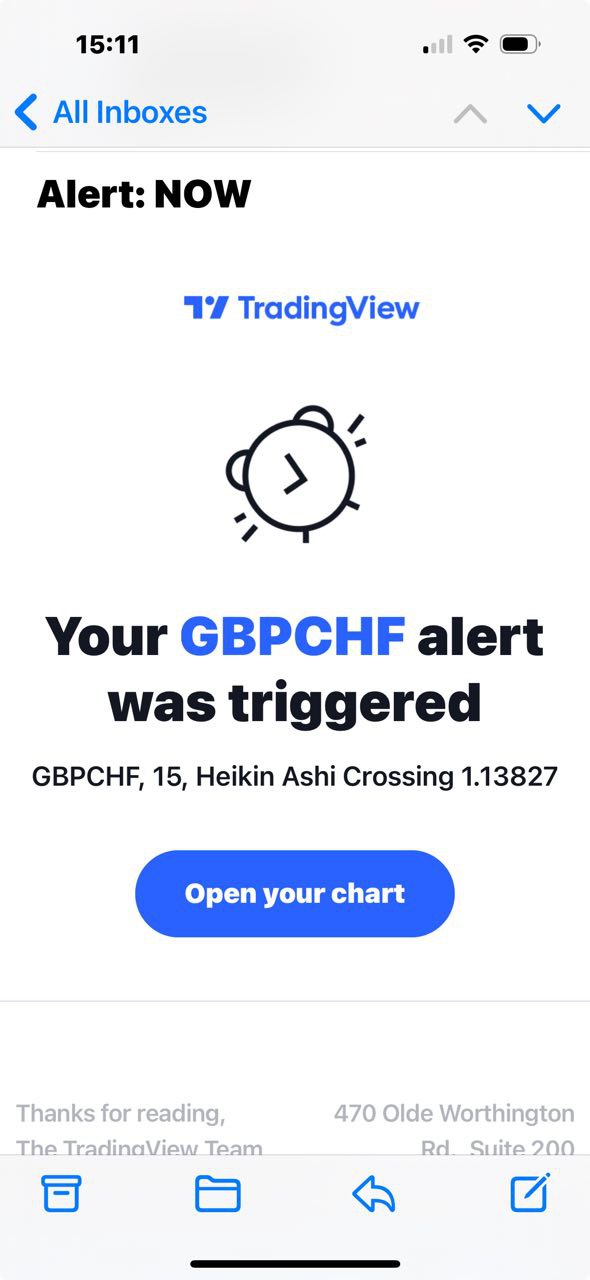 15:11
All Inboxes
Alert: NOW
TradingView
Your GBPCHF alert
was triggered
GBPCHF, 15, Heikin Ashi Crossing 1.13827
Open your chart
Thanks for reading,
470 Olde Worthington
The TradingView Team
Rd., Suite 200